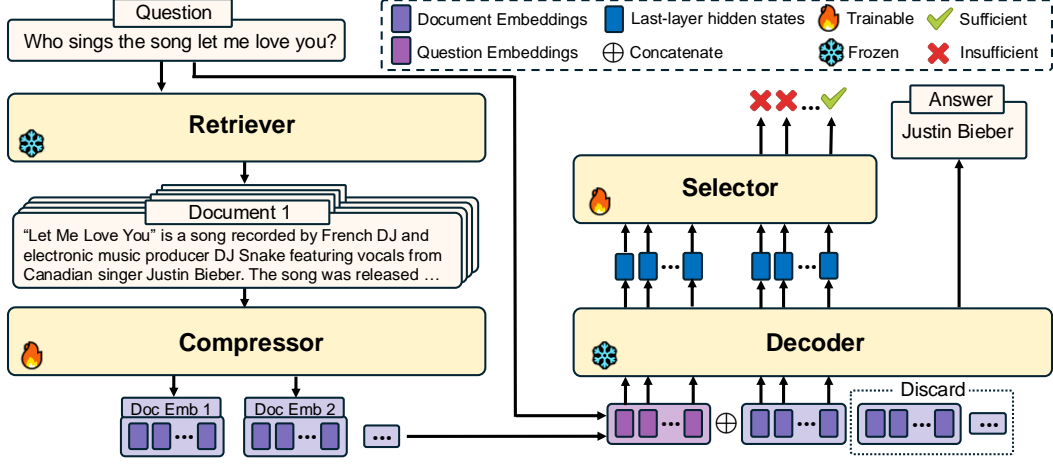 Question
Who sings the song let me love you?
Document Embeddings
Last-layer hidden states
Trainable
Sufficient
Question Embeddings
Concatenate
Frozen
Insufficient
Retriever
Document 1
“Let Me Love You” is a song recorded by French DJ and
electronic music producer DJ Snake featuring vocals from
Canadian singer Justin Bieber. The song was released …
Compressor
Doc Emb 1
Doc Emb 2
...
...
...
...
Answer
Justin Bieber
Selector
...
...
Decoder
Discard
...
...
...
...